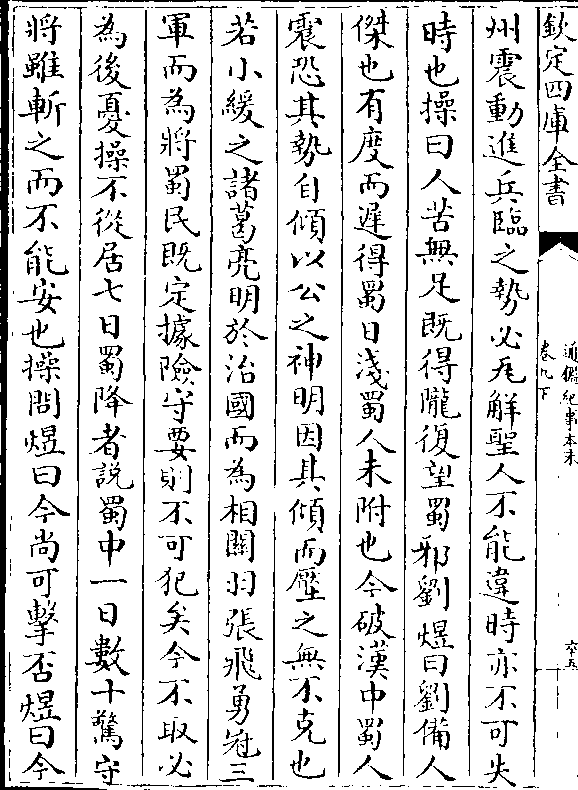 欽定四庫全書
通鑑紀事本末
卷九下
六五
州震動進兵臨之勢必瓦解聖人不能違時亦不可失
時也操曰人苦無足既得隴復望蜀邪劉煜曰劉備人
傑也有度而遲得蜀日淺蜀人未附也今破漢中蜀人
震恐其勢自傾以公之神明因其傾而壓之無不克也
若小緩之諸葛亮明於治國而為相關羽張飛勇冠三
軍而為將蜀民既定據險守要則不可犯矣今不取必
為後憂操不從居七日蜀降者說蜀中一日數十驚守
將雖斬之而不能安也操問煜曰今尚可擊否煜曰今